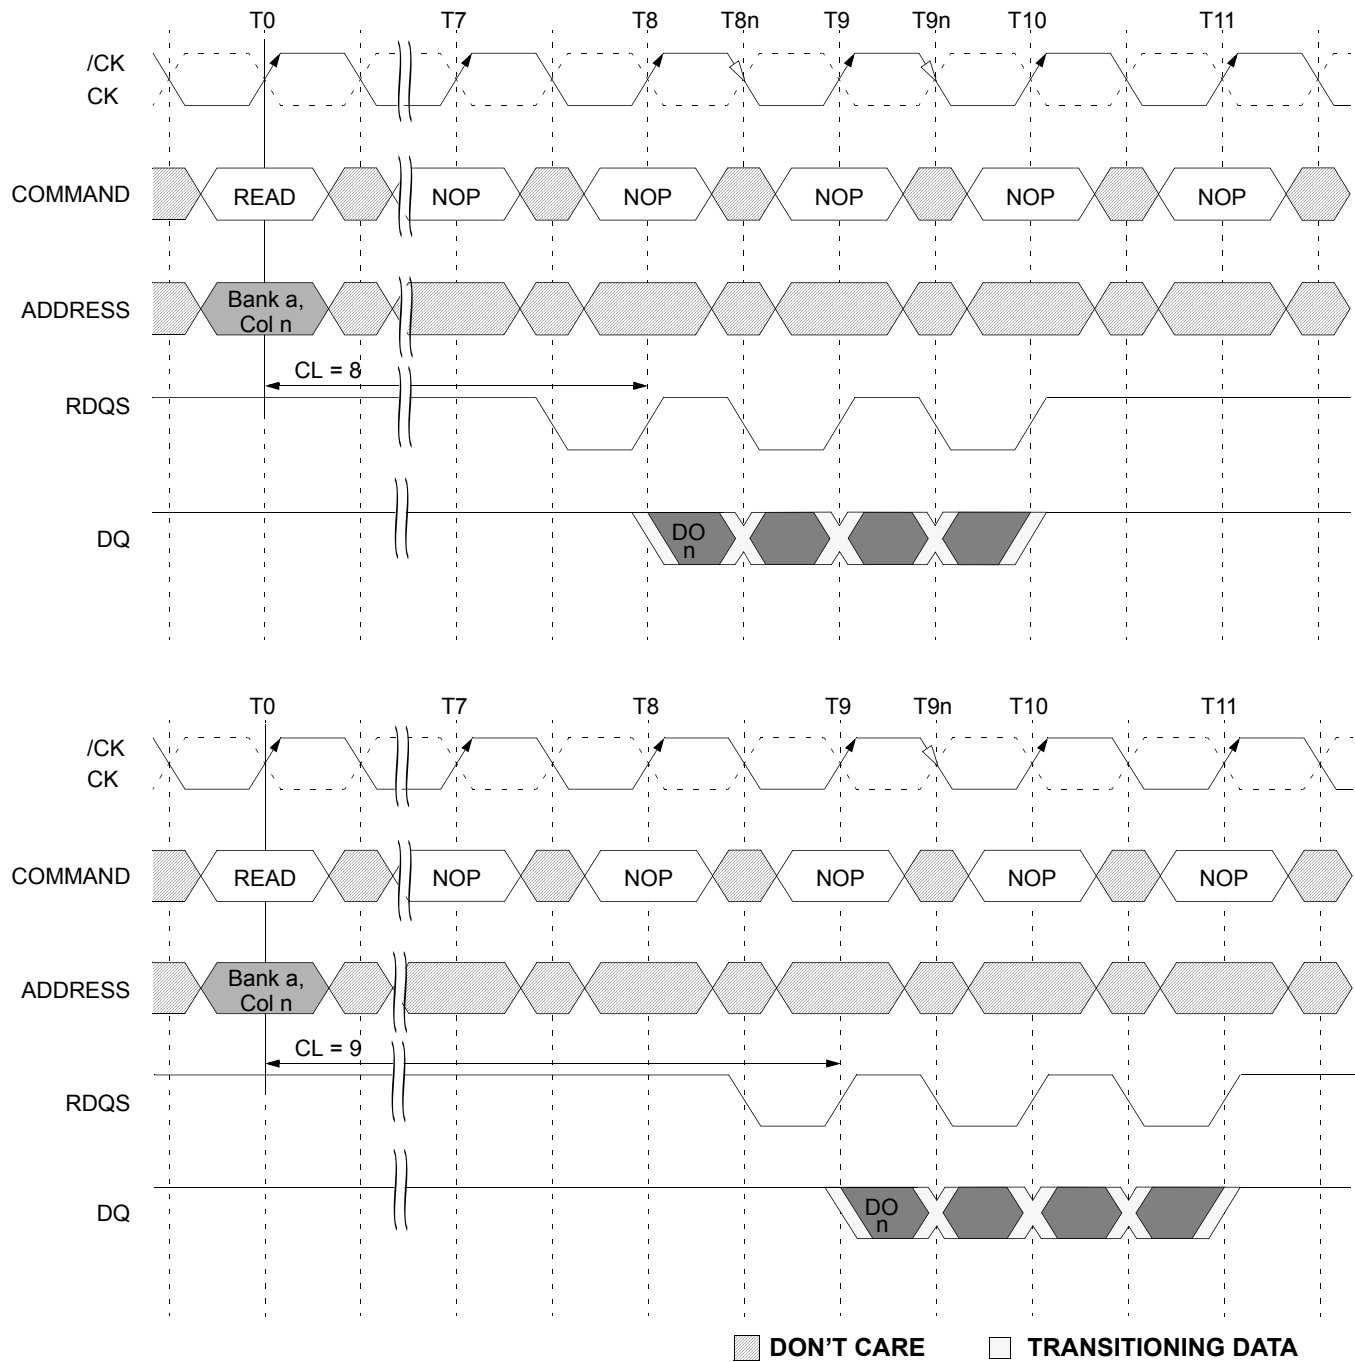 T0 T7 T8 T8n T9 T9n T10 T11
/CK
CK
COMMAND READ NOP NOP NOP NOP NOP
ADDRESS Bank a,
Col n
CL = 8
RDQS
DQ DO
n
T0 T7 T8 T9 T9n T10 T11
/CK
CK
COMMAND READ NOP NOP NOP NOP NOP
ADDRESS Bank a,
Col n
CL = 9
RDQS
DQ DO
n
DON'T CARE TRANSITIONING DATA